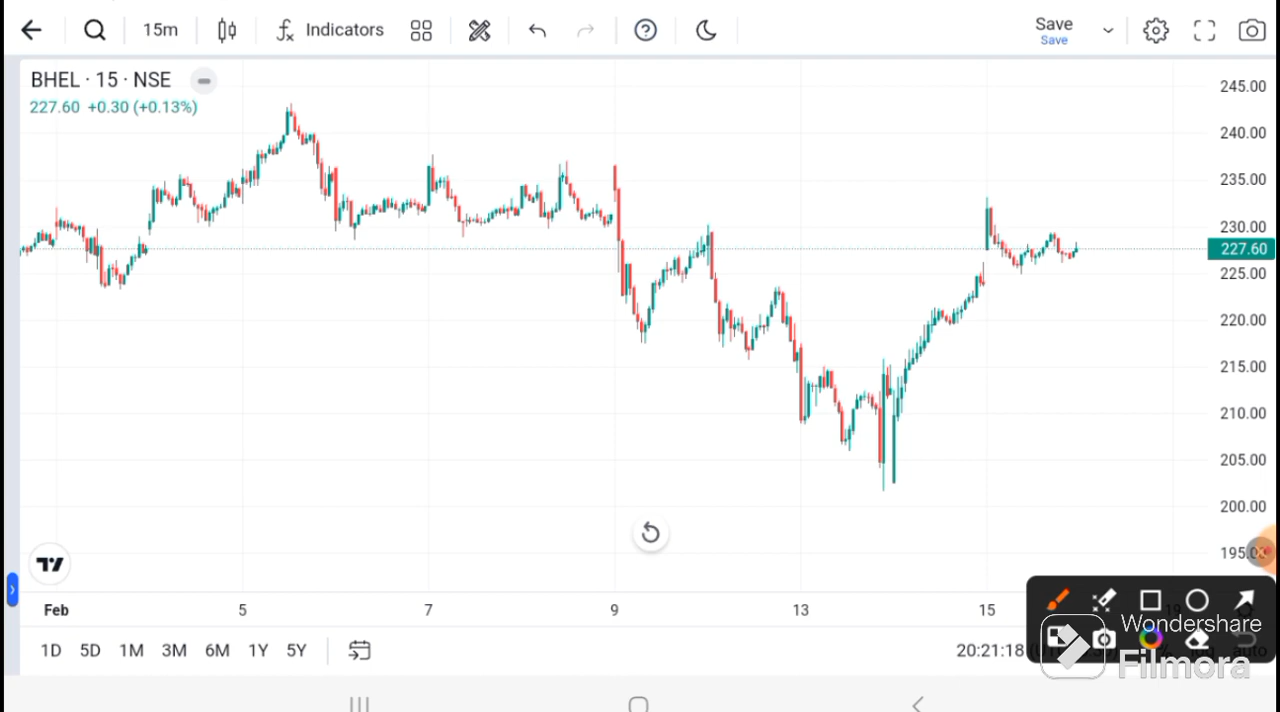 15m Indicators Save
Save
BHEL · 15 · NSE
227.60 +0.30 (+0.13%)
245.00
240.00
235.00
230.00
227.60
225.00
220.00
215.00
210.00
205.00
200.00
Feb 5 7 9 13 15
1D 5D 1M 3M 6M 1Y 5Y 20:21:18
Wondershare
Filmora